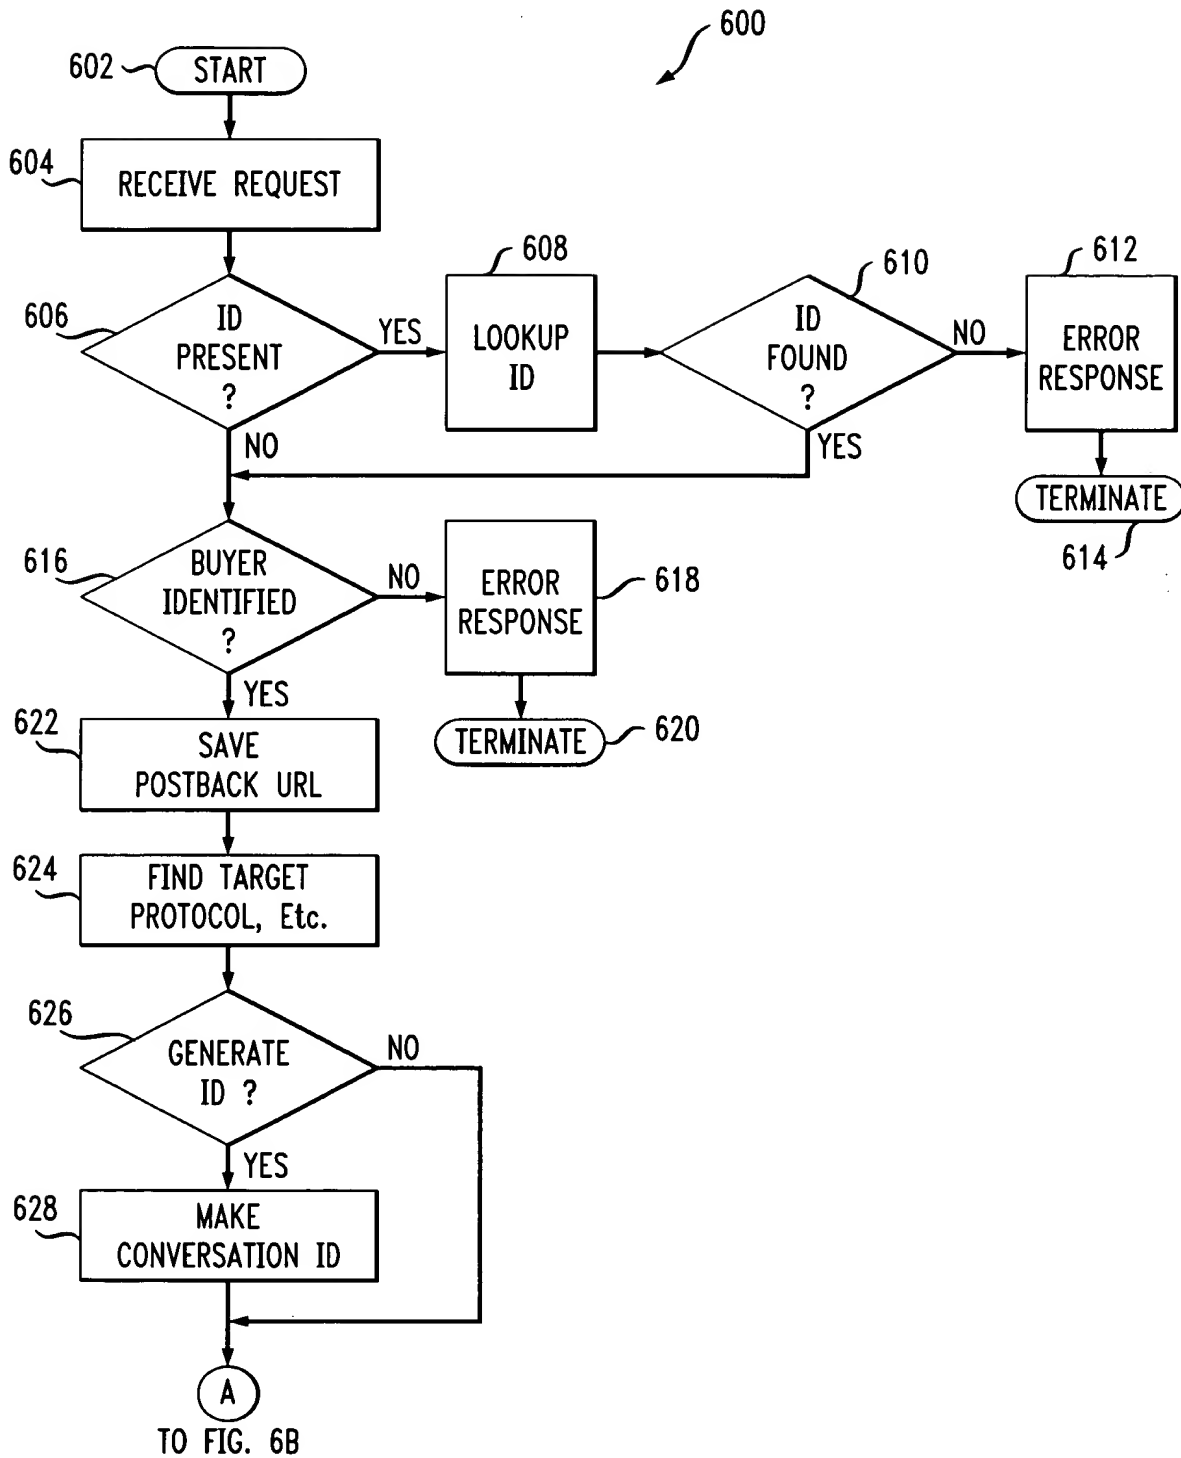 600
602
START
604
RECEIVE REQUEST
606
ID
PRESENT
?
YES
NO
608
LOOKUP
ID
610
ID
FOUND
?
NO
YES
612
ERROR
RESPONSE
TERMINATE
614
616
BUYER
IDENTIFIED
?
NO
YES
ERROR
RESPONSE
618
TERMINATE
620
622
SAVE
POSTBACK URL
624
FIND TARGET
PROTOCOL, Etc.
626
GENERATE
ID ?
NO
YES
628
MAKE
CONVERSATION ID
A
TO FIG. 6B